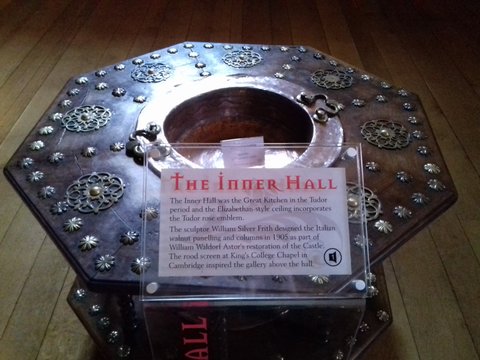 THE INNER HALL
The Inner Hall was the Great Kitchen in the Tudor
period and the Elizabethan-style ceiling incorporates
the Tudor rose emblem.
The sculptor William Silver Frith designed the Italian
walnut panelling and columns in 1905 as part of
William Waldorf Astor's restoration of the Castle.
The rood screen at King's College Chapel in
Cambridge inspired the gallery above the hall.
ALL